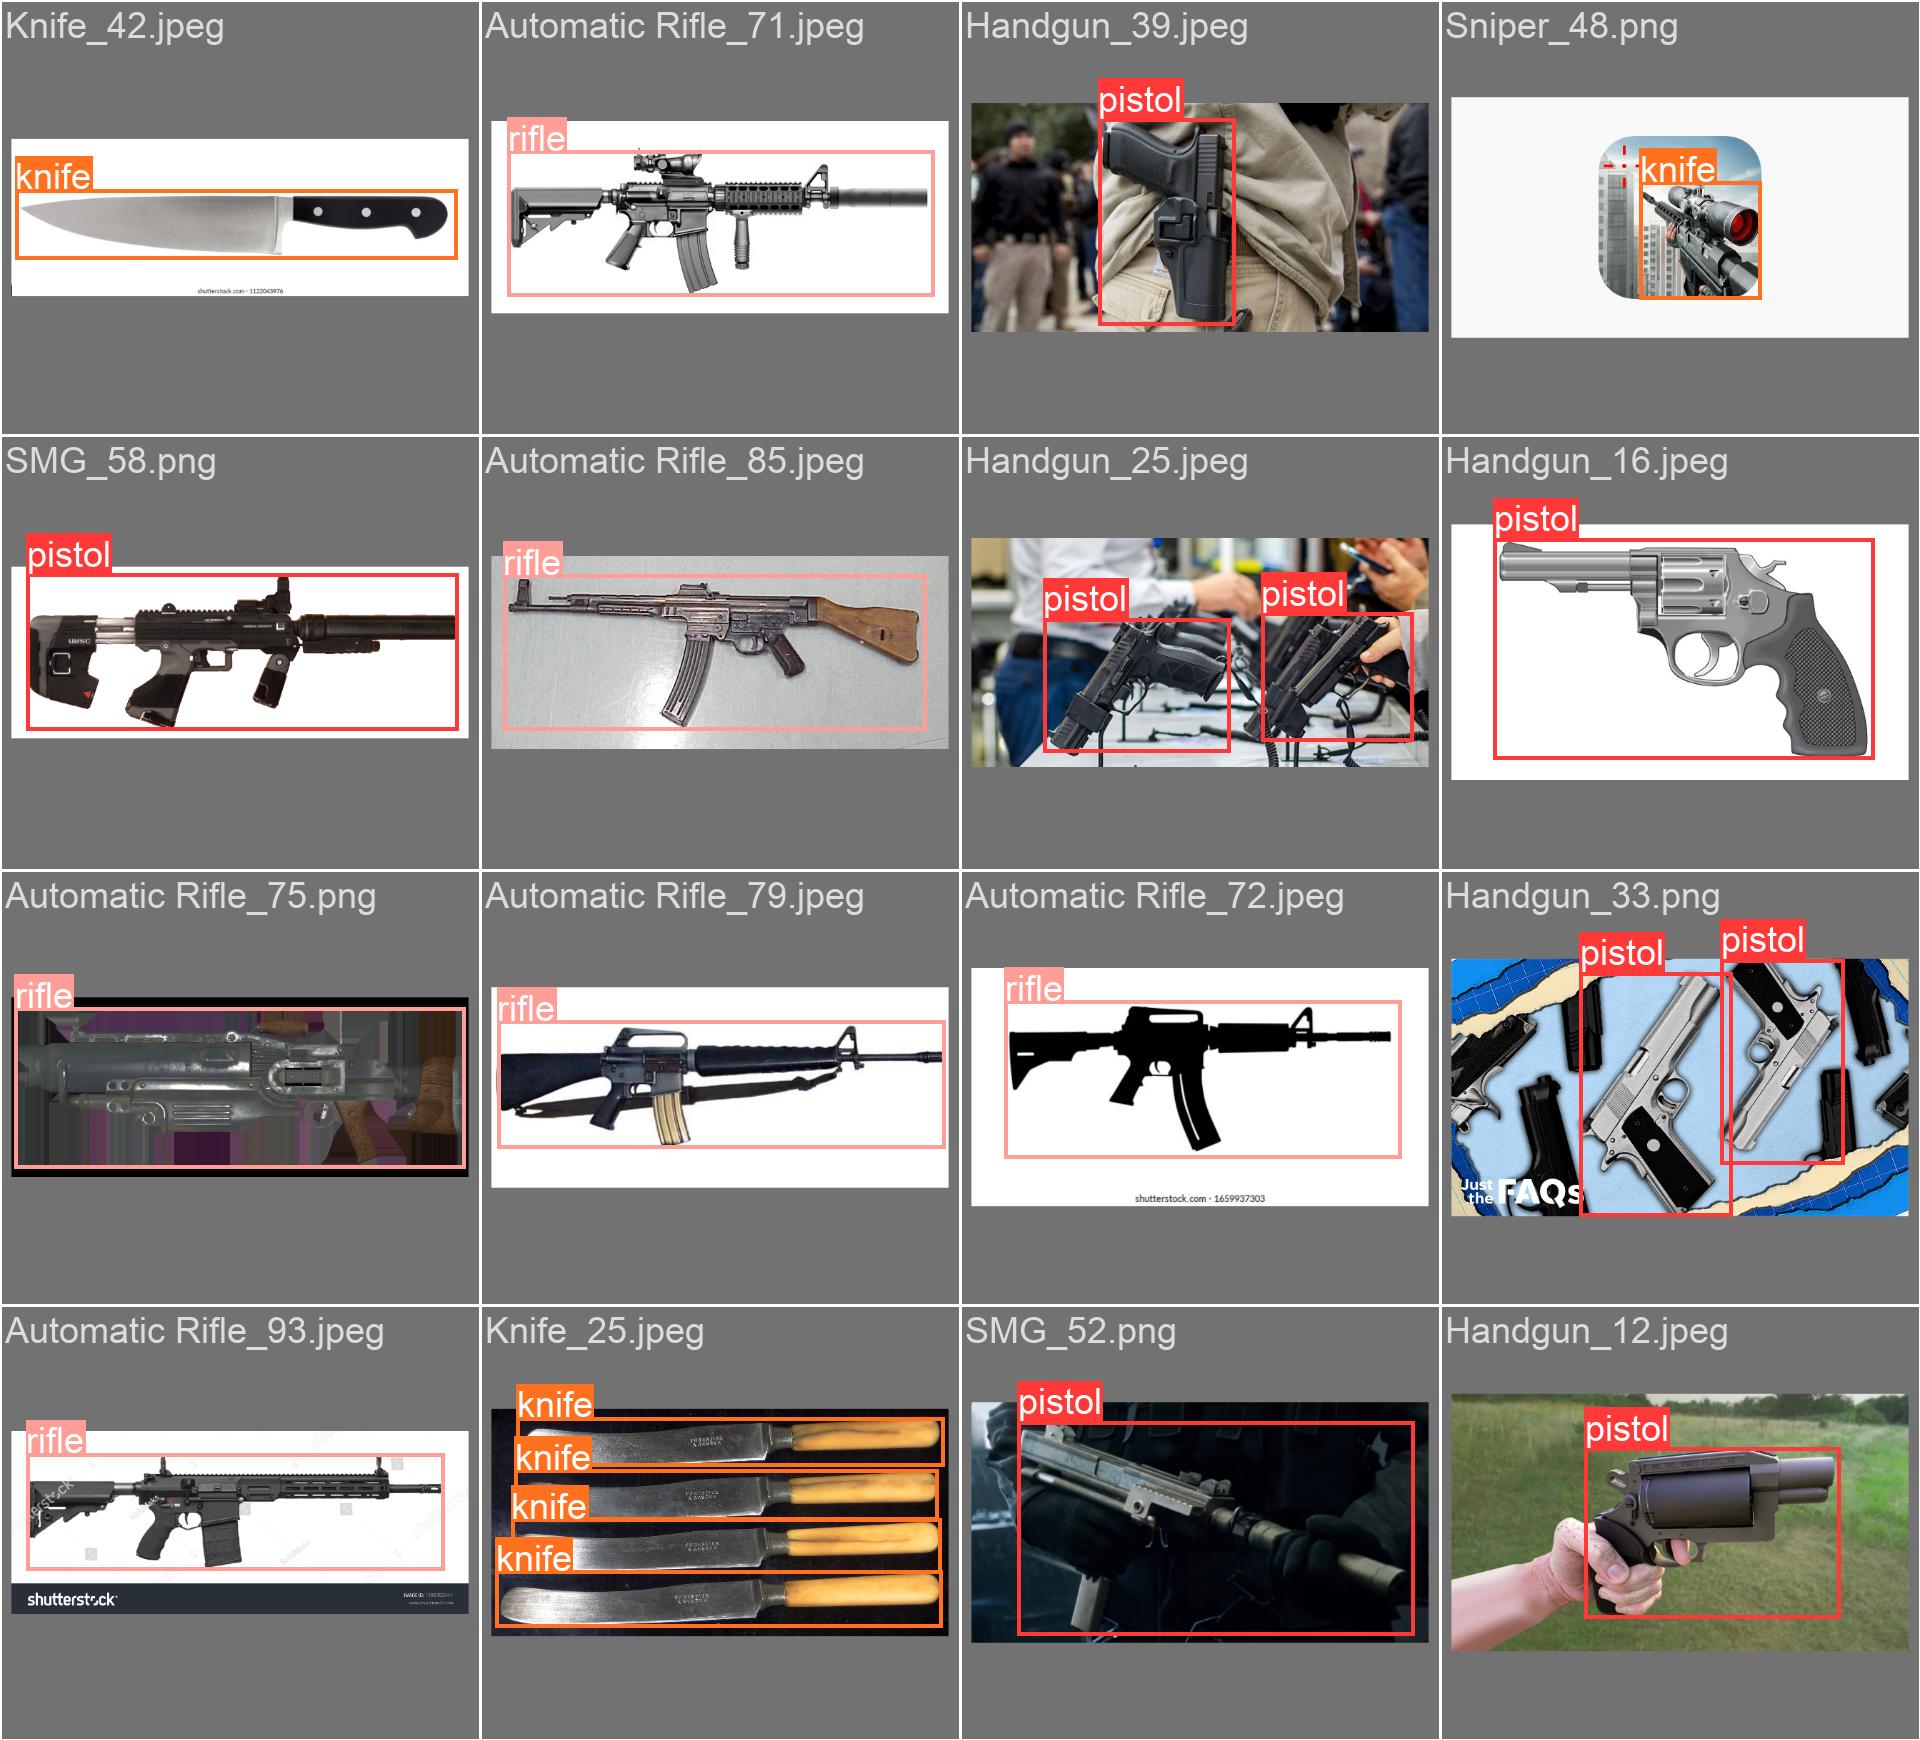 Knife_42.jpeg
Automatic Rifle_71.jpeg
Handgun_39.jpeg
Sniper_48.png
knife
shutterstock.com · 1122043976
rifle
pistol
knife
SMG_58.png
Automatic Rifle_85.jpeg
Handgun_25.jpeg
Handgun_16.jpeg
pistol
UNSC
rifle
pistol
pistol
pistol
Automatic Rifle_75.png
Automatic Rifle_79.jpeg
Automatic Rifle_72.jpeg
Handgun_33.png
rifle
rifle
rifle
shutterstock.com · 1659937303
pistol
pistol
Just
the FAQs
Automatic Rifle_93.jpeg
Knife_25.jpeg
SMG_52.png
Handgun_12.jpeg
rifle
shutterstock
knife
knife
knife
knife
pistol
pistol